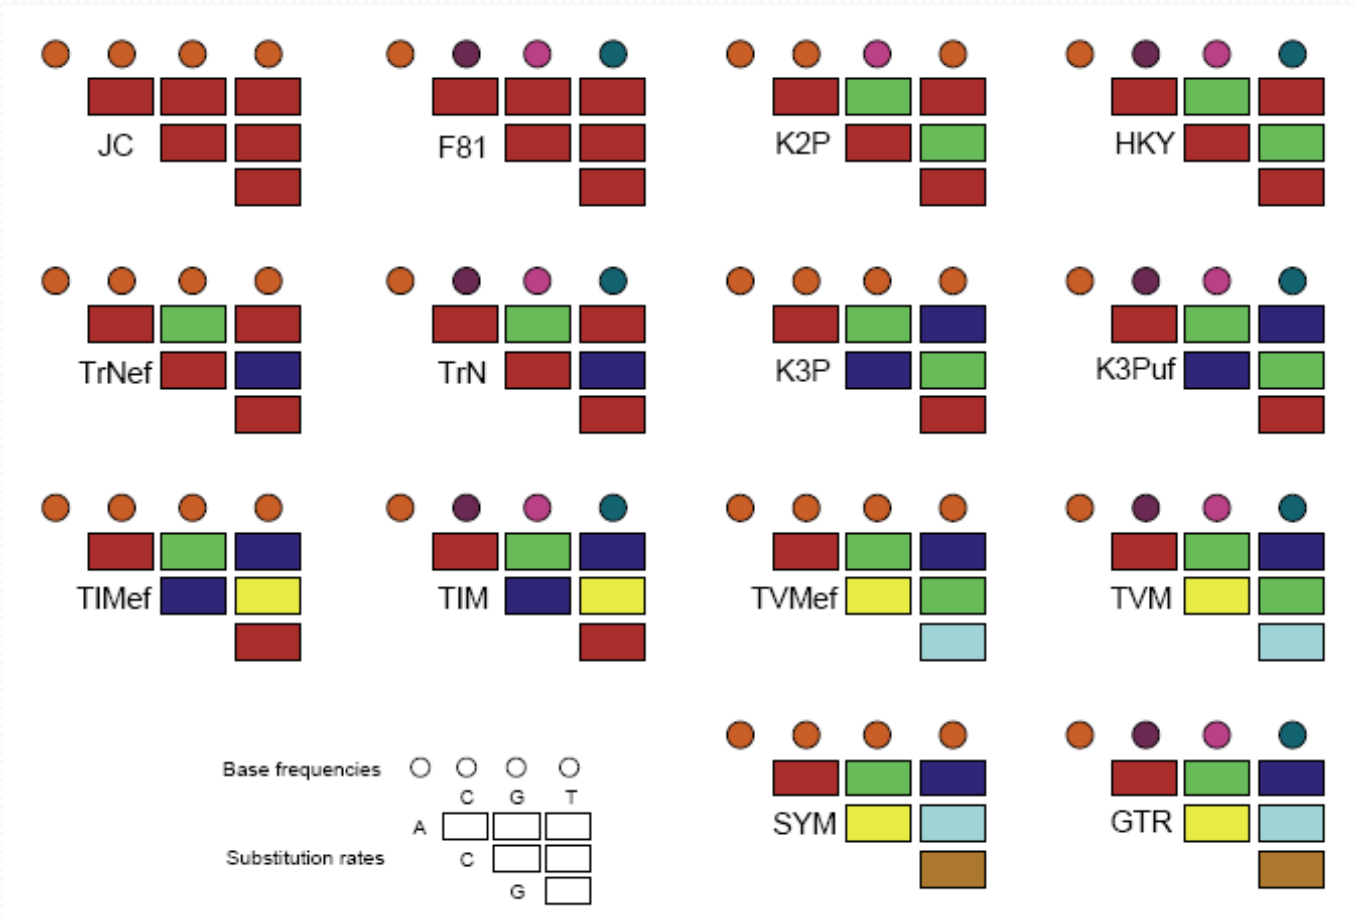 JC
F81
K2P
HKY
TrNef
TrN
K3P
K3Puf
TIMef
TIM
TVMef
TVM
Base frequencies
C G T
A
Substitution rates
C
G
SYM
GTR